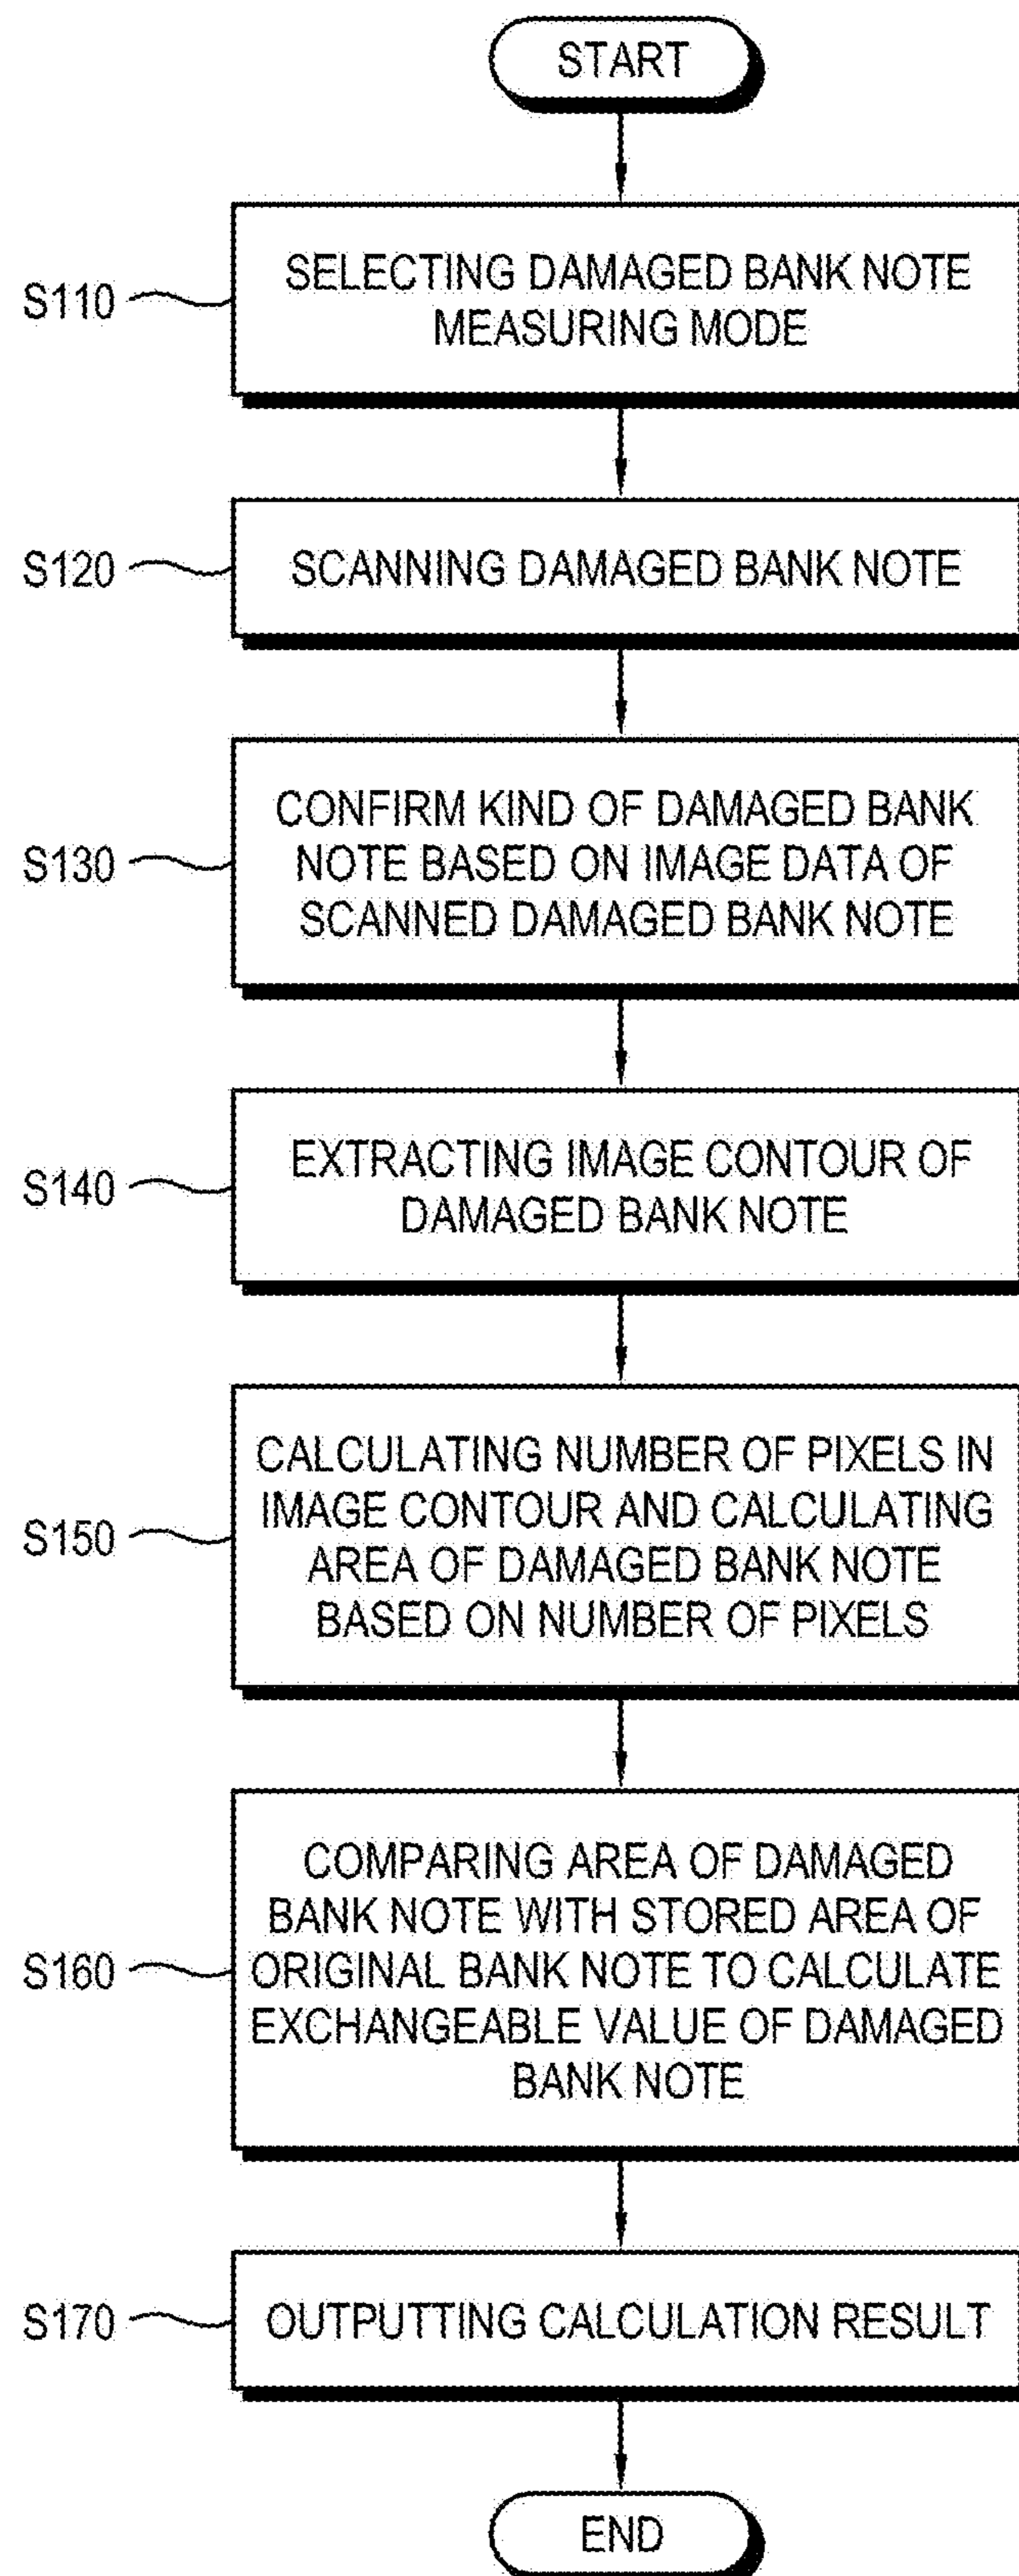 START
S110
SELECTING DAMAGED BANK NOTE
MEASURING MODE
S120
SCANNING DAMAGED BANK NOTE
S130
CONFIRM KIND OF DAMAGED BANK
NOTE BASED ON IMAGE DATA OF
SCANNED DAMAGED BANK NOTE
S140
EXTRACTING IMAGE CONTOUR OF
DAMAGED BANK NOTE
S150
CALCULATING NUMBER OF PIXELS IN
IMAGE CONTOUR AND CALCULATING
AREA OF DAMAGED BANK NOTE
BASED ON NUMBER OF PIXELS
S160
COMPARING AREA OF DAMAGED
BANK NOTE WITH STORED AREA OF
ORIGINAL BANK NOTE TO CALCULATE
EXCHANGEABLE VALUE OF DAMAGED
BANK NOTE
S170
OUTPUTTING CALCULATION RESULT
END